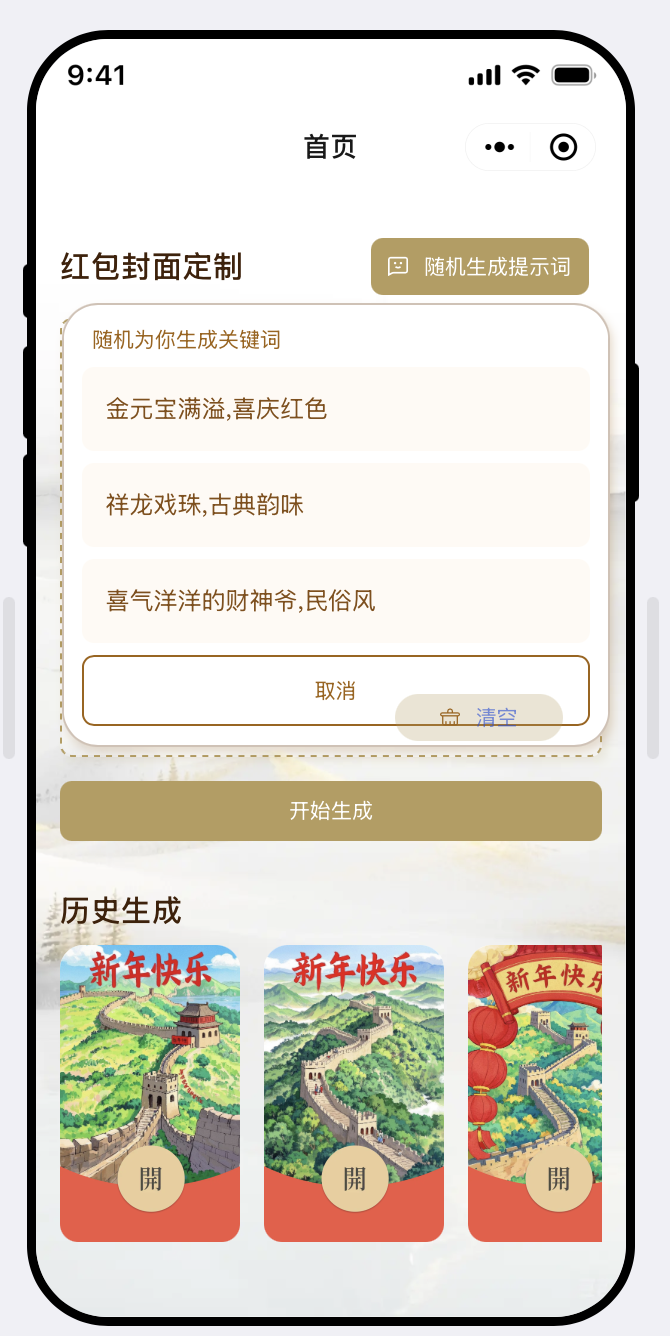 9:41
首页
红包封面定制
随机生成提示词
随机为你生成关键词
金元宝满溢,喜庆红色
祥龙戏珠,古典韵味
喜气洋洋的财神爷,民俗风
取消
清空
开始生成
历史生成
新年快乐
新年快乐
新年快乐
開
開
開